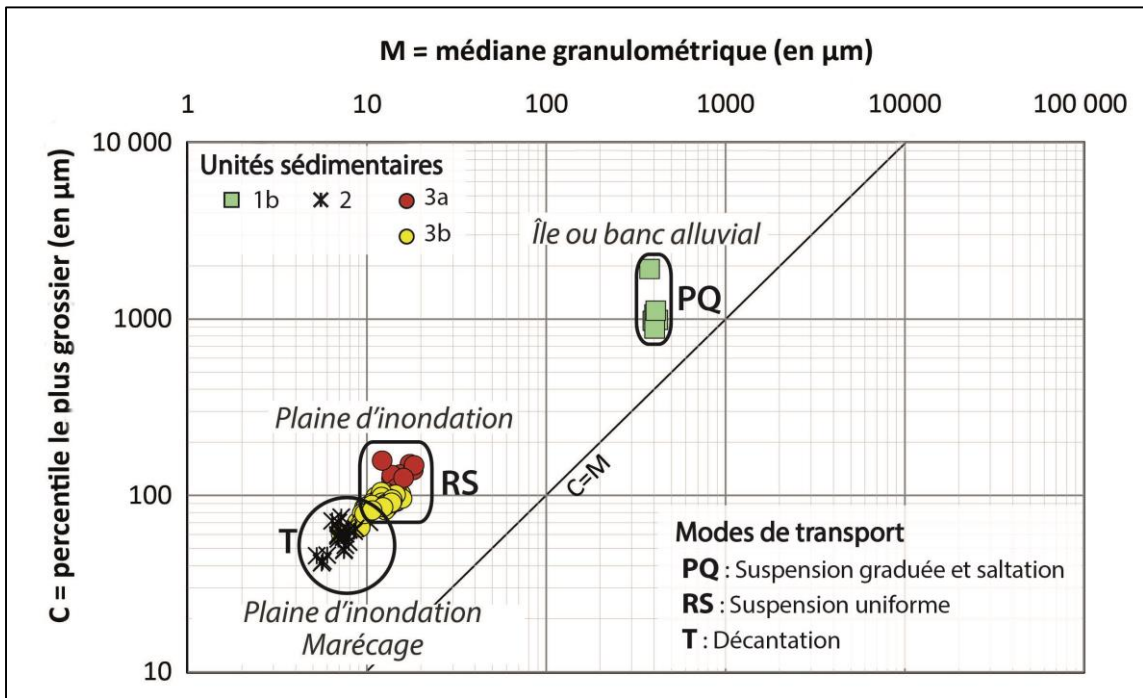 M = médiane granulométrique (en µm)
1 10 100 1000 10000 100 000
C = percentile le plus grossier (en µm)
10 000
1000
100
10
Unités sédimentaires
1b 2 3a
3b
Île ou banc alluvial
PQ
Plaine d'inondation
RS
C=M
T
Plaine d'inondation
Marécage
Modes de transport
PQ : Suspension graduée et saltation
RS : Suspension uniforme
T : Décantation